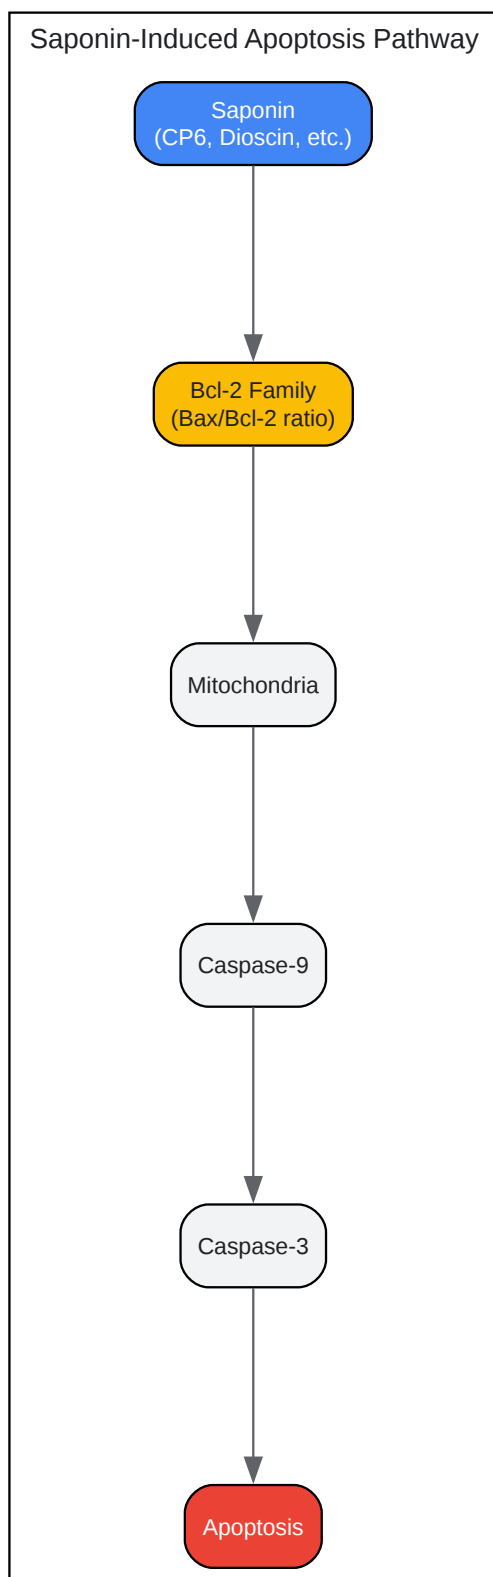 Saponin-Induced Apoptosis Pathway
Saponin
(CP6, Dioscin, etc.)
Bcl-2 Family
(Bax/Bcl-2 ratio)
Mitochondria
Caspase-9
Caspase-3
Apoptosis